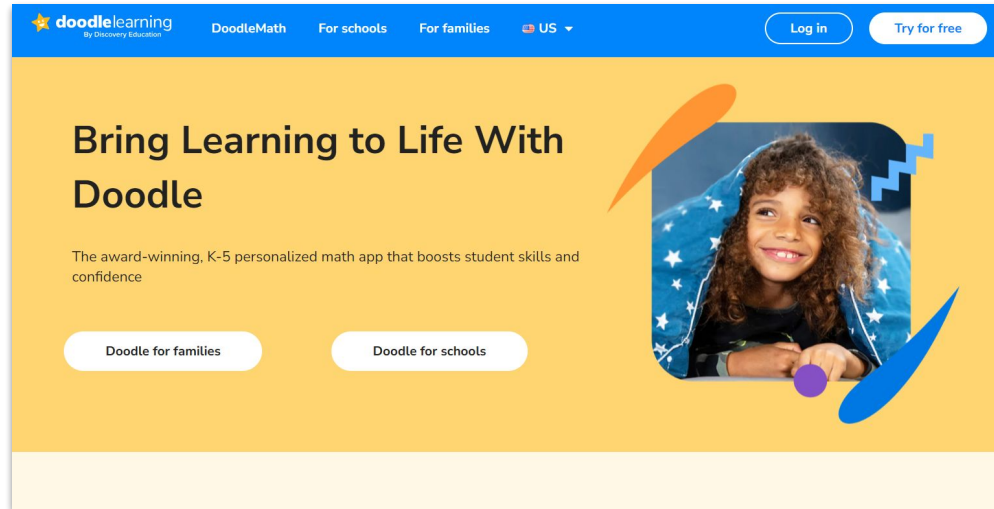 doodlelearning
By Discovery Education
DoodleMath
For schools
For families
US
Log in
Try for free
Bring Learning to Life With
Doodle
The award-winning, K-5 personalized math app that boosts student skills and
confidence
Doodle for families
Doodle for schools